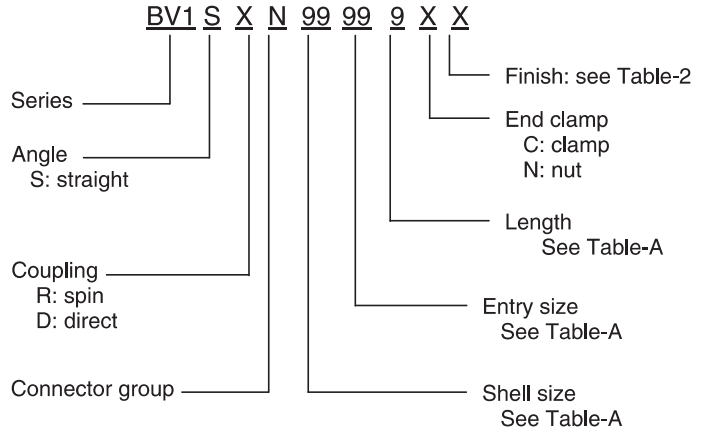 BV1 S X N 99 99 9 X X
Series
Angle
S: straight
Coupling
R: spin
D: direct
Connector group
Finish: see Table-2
End clamp
C: clamp
N: nut
Length
See Table-A
Entry size
See Table-A
Shell size
See Table-A